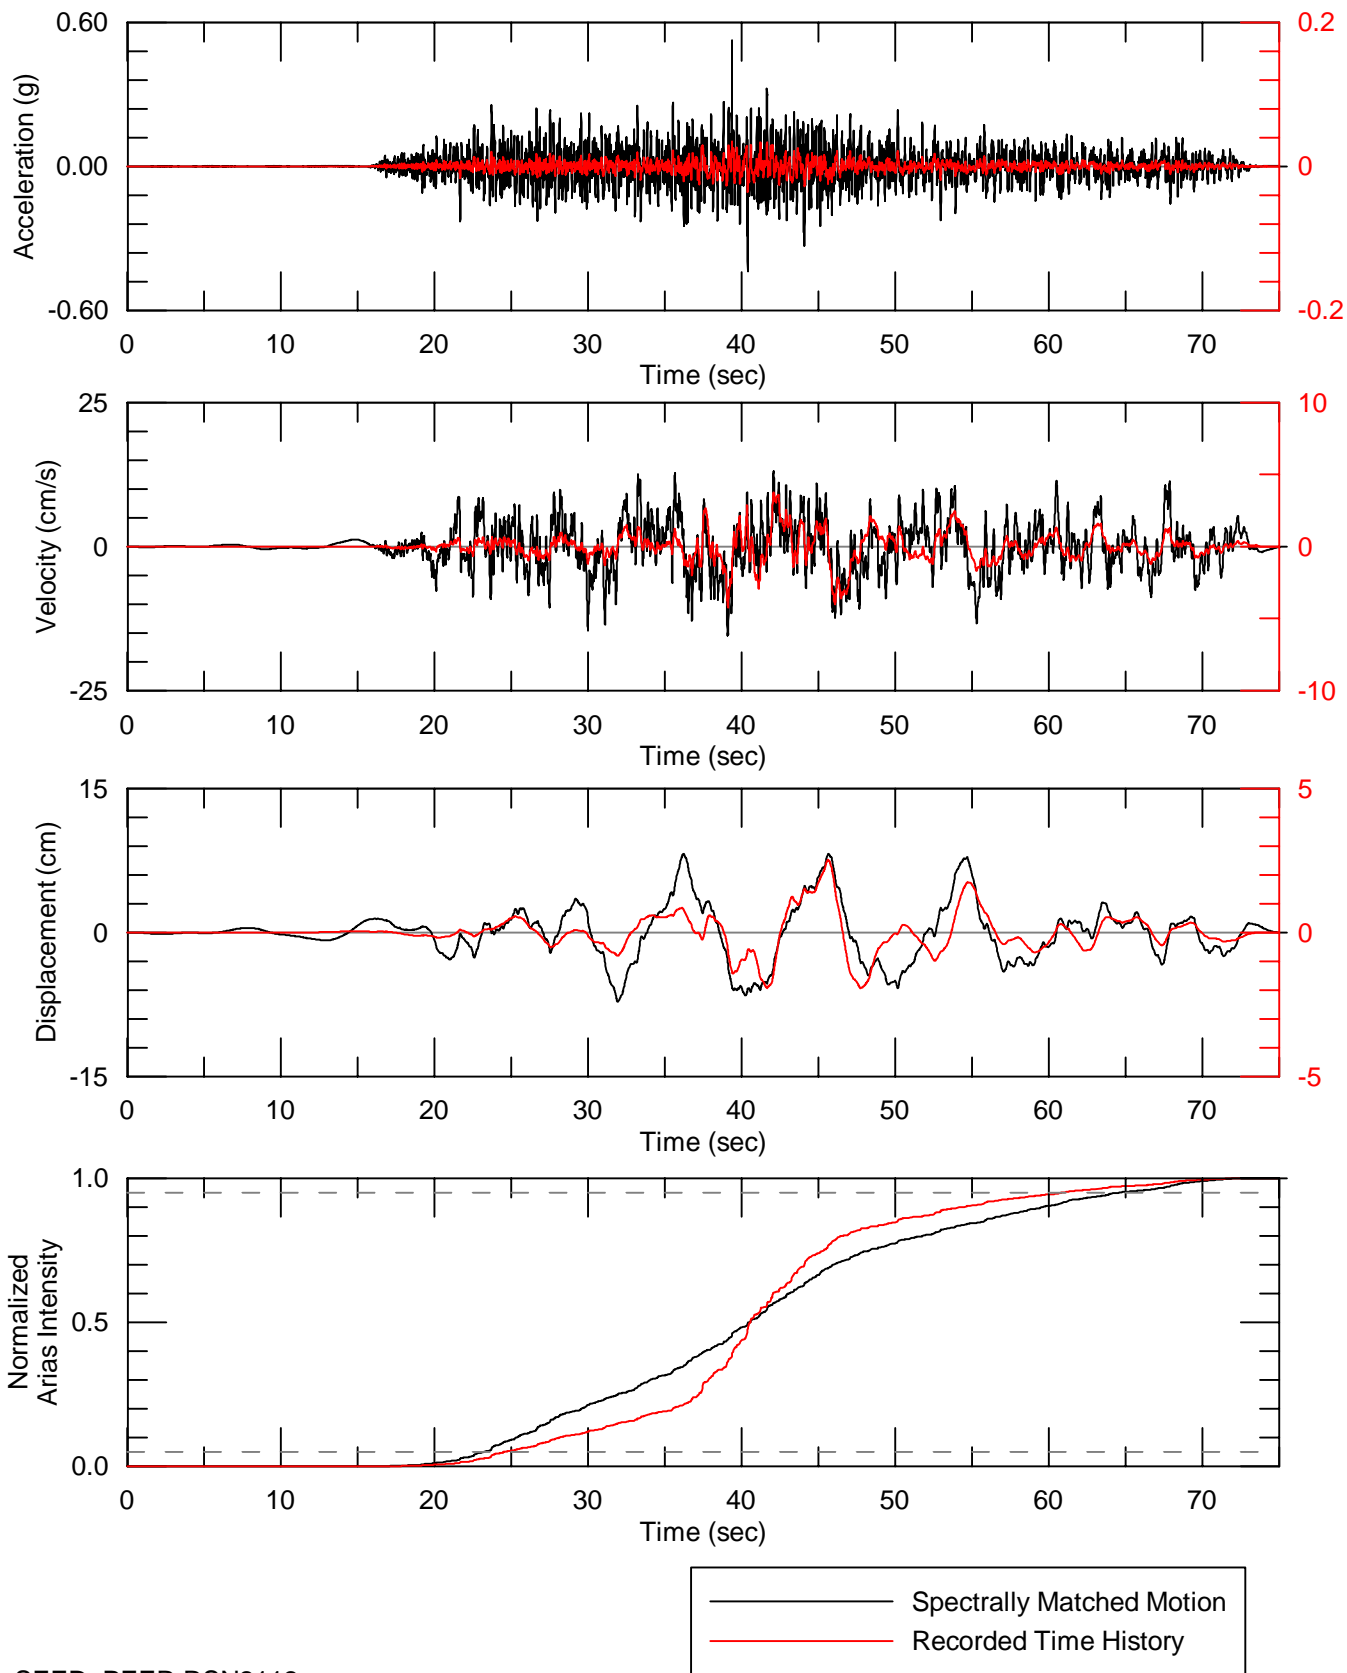 0.60
0.2
Acceleration (g)
0.00
0
-0.60
-0.2
0 10 20 30 40 50 60 70
Time (sec)
25
10
Velocity (cm/s)
0
0
-25
-10
0 10 20 30 40 50 60 70
Time (sec)
15
5
Displacement (cm)
0
0
-15
-5
0 10 20 30 40 50 60 70
Time (sec)
1.0
Normalized
Arias Intensity
0.5
0.0
0 10 20 30 40 50 60 70
Time (sec)
Spectrally Matched Motion
Recorded Time History